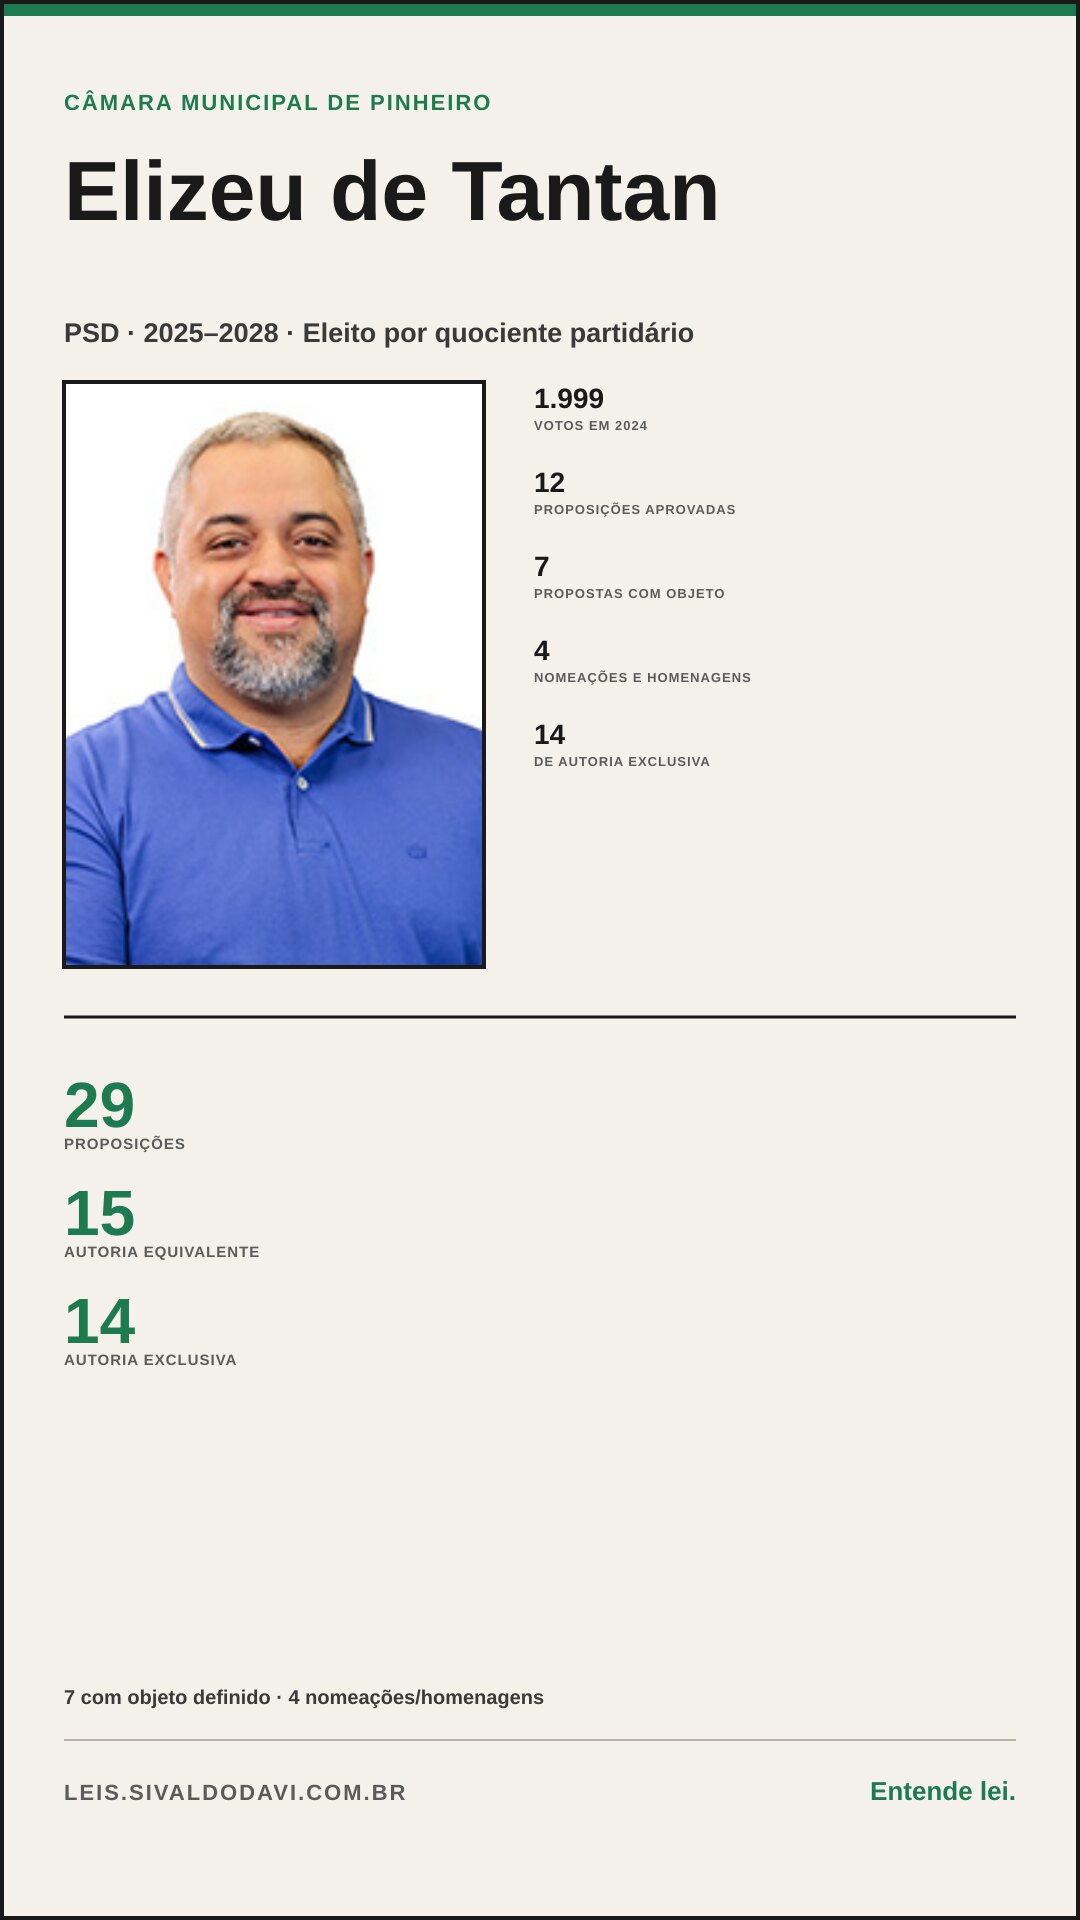 CÂMARA MUNICIPAL DE PINHEIRO
Elizeu de Tantan
PSD · 2025–2028 · Eleito por quociente partidário
1.999
VOTOS EM 2024
12
PROPOSIÇÕES APROVADAS
7
PROPOSTAS COM OBJETO
4
NOMEAÇÕES E HOMENAGENS
14
DE AUTORIA EXCLUSIVA
29
PROPOSIÇÕES
15
AUTORIA EQUIVALENTE
14
AUTORIA EXCLUSIVA
7 com objeto definido · 4 nomeações/homenagens
LEIS.SIVALDODAVI.COM.BR
Entende lei.